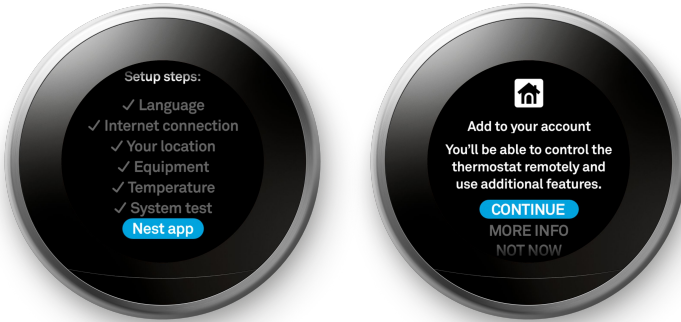 Setup steps:
✓ Language
✓ Internet connection
✓ Your location
✓ Equipment
✓ Temperature
✓ System test
Nest app
Add to your account
You'll be able to control the
thermostat remotely and
use additional features.
CONTINUE
MORE INFO
NOT NOW